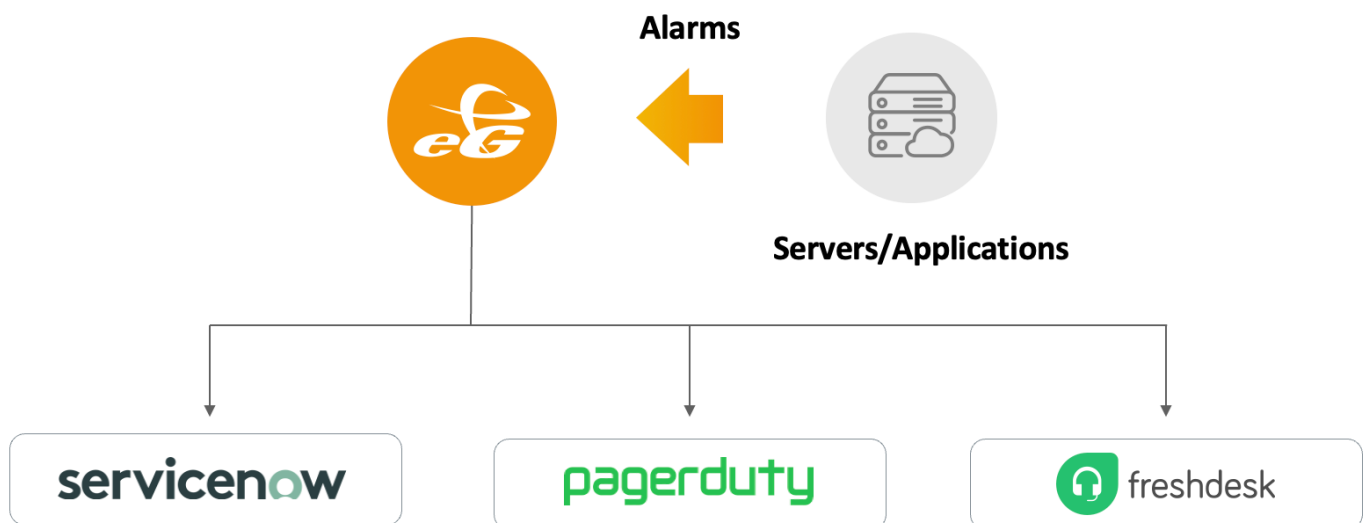 Alarms
eG
Servers/Applications
servicenow
pagerduty
freshdesk